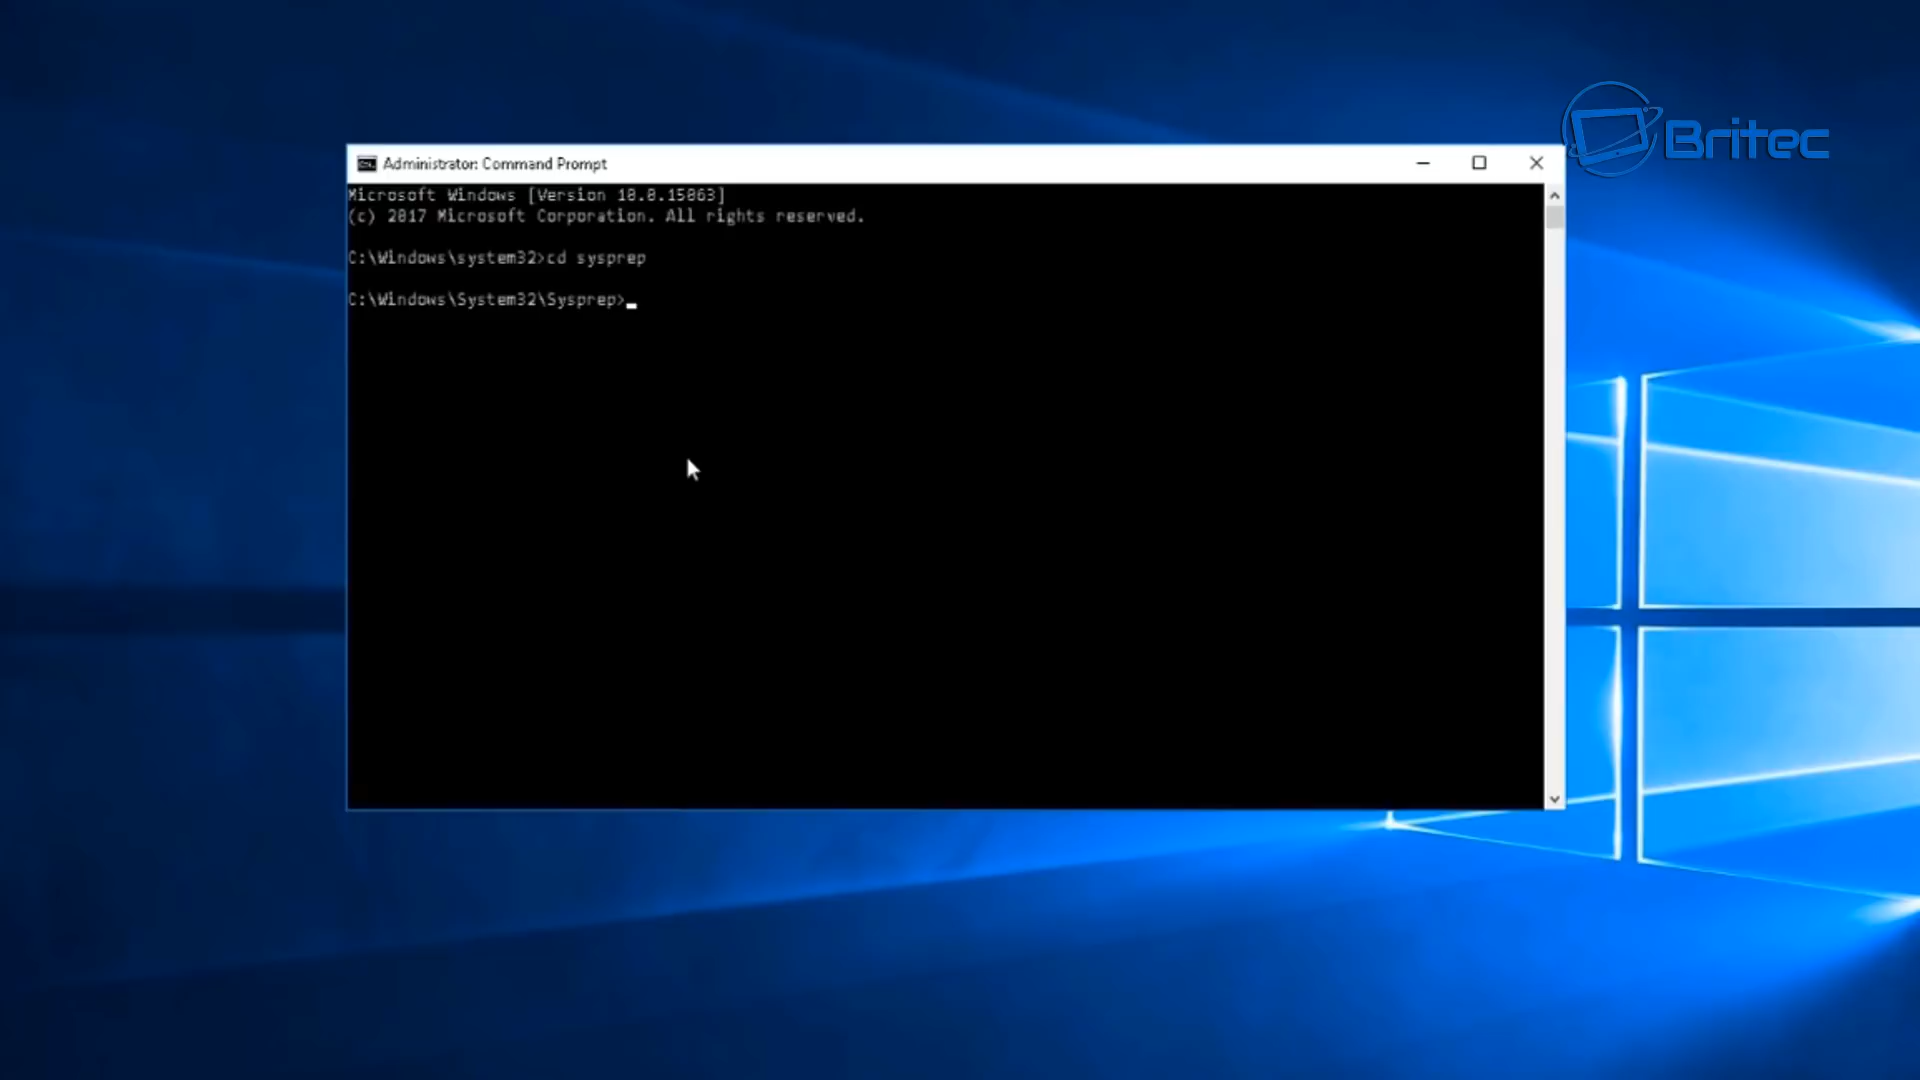 Britec
Administrator: Command Prompt
Microsoft Windows [Version 10.0.15063]
(c) 2017 Microsoft Corporation. All rights reserved.
C:\Windows\system32>cd sysprep
C:\Windows\System32\Sysprep>